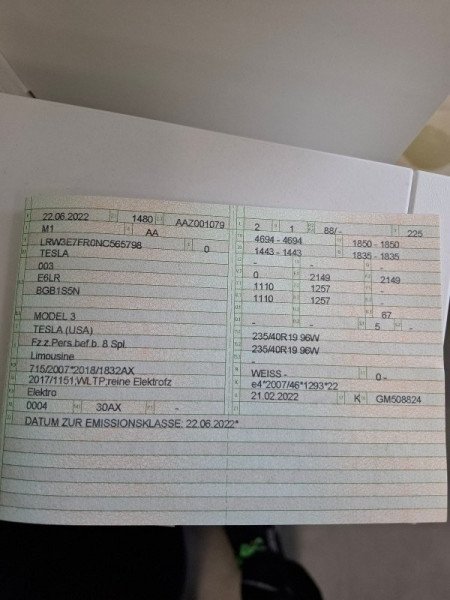 22.06.2022 1480 AAZ001079
M1 AA
LRW3E7FR0NC565798 0
TESLA
003
E6LR
BGB1S5N
MODEL 3
TESLA (USA)
Fz.z.Pers.bef.b. 8 Spl.
Limousine
715/2007*2018/1832AX
2017/1151;WLTP;reine Elektrofz
Elektro
0004 30AX -
2 1 88/- 225
4694 - 4694 1850 - 1850
1443 - 1443 1835 - 1835
- -
0 2149 2149
1110 1257
1110 1257
67
- - 5 -
235/40R19 96W
235/40R19 96W
-
WEISS - 0 -
e4*2007/46*1293*22
21.02.2022 K GM508824
DATUM ZUR EMISSIONSKLASSE: 22.06.2022*